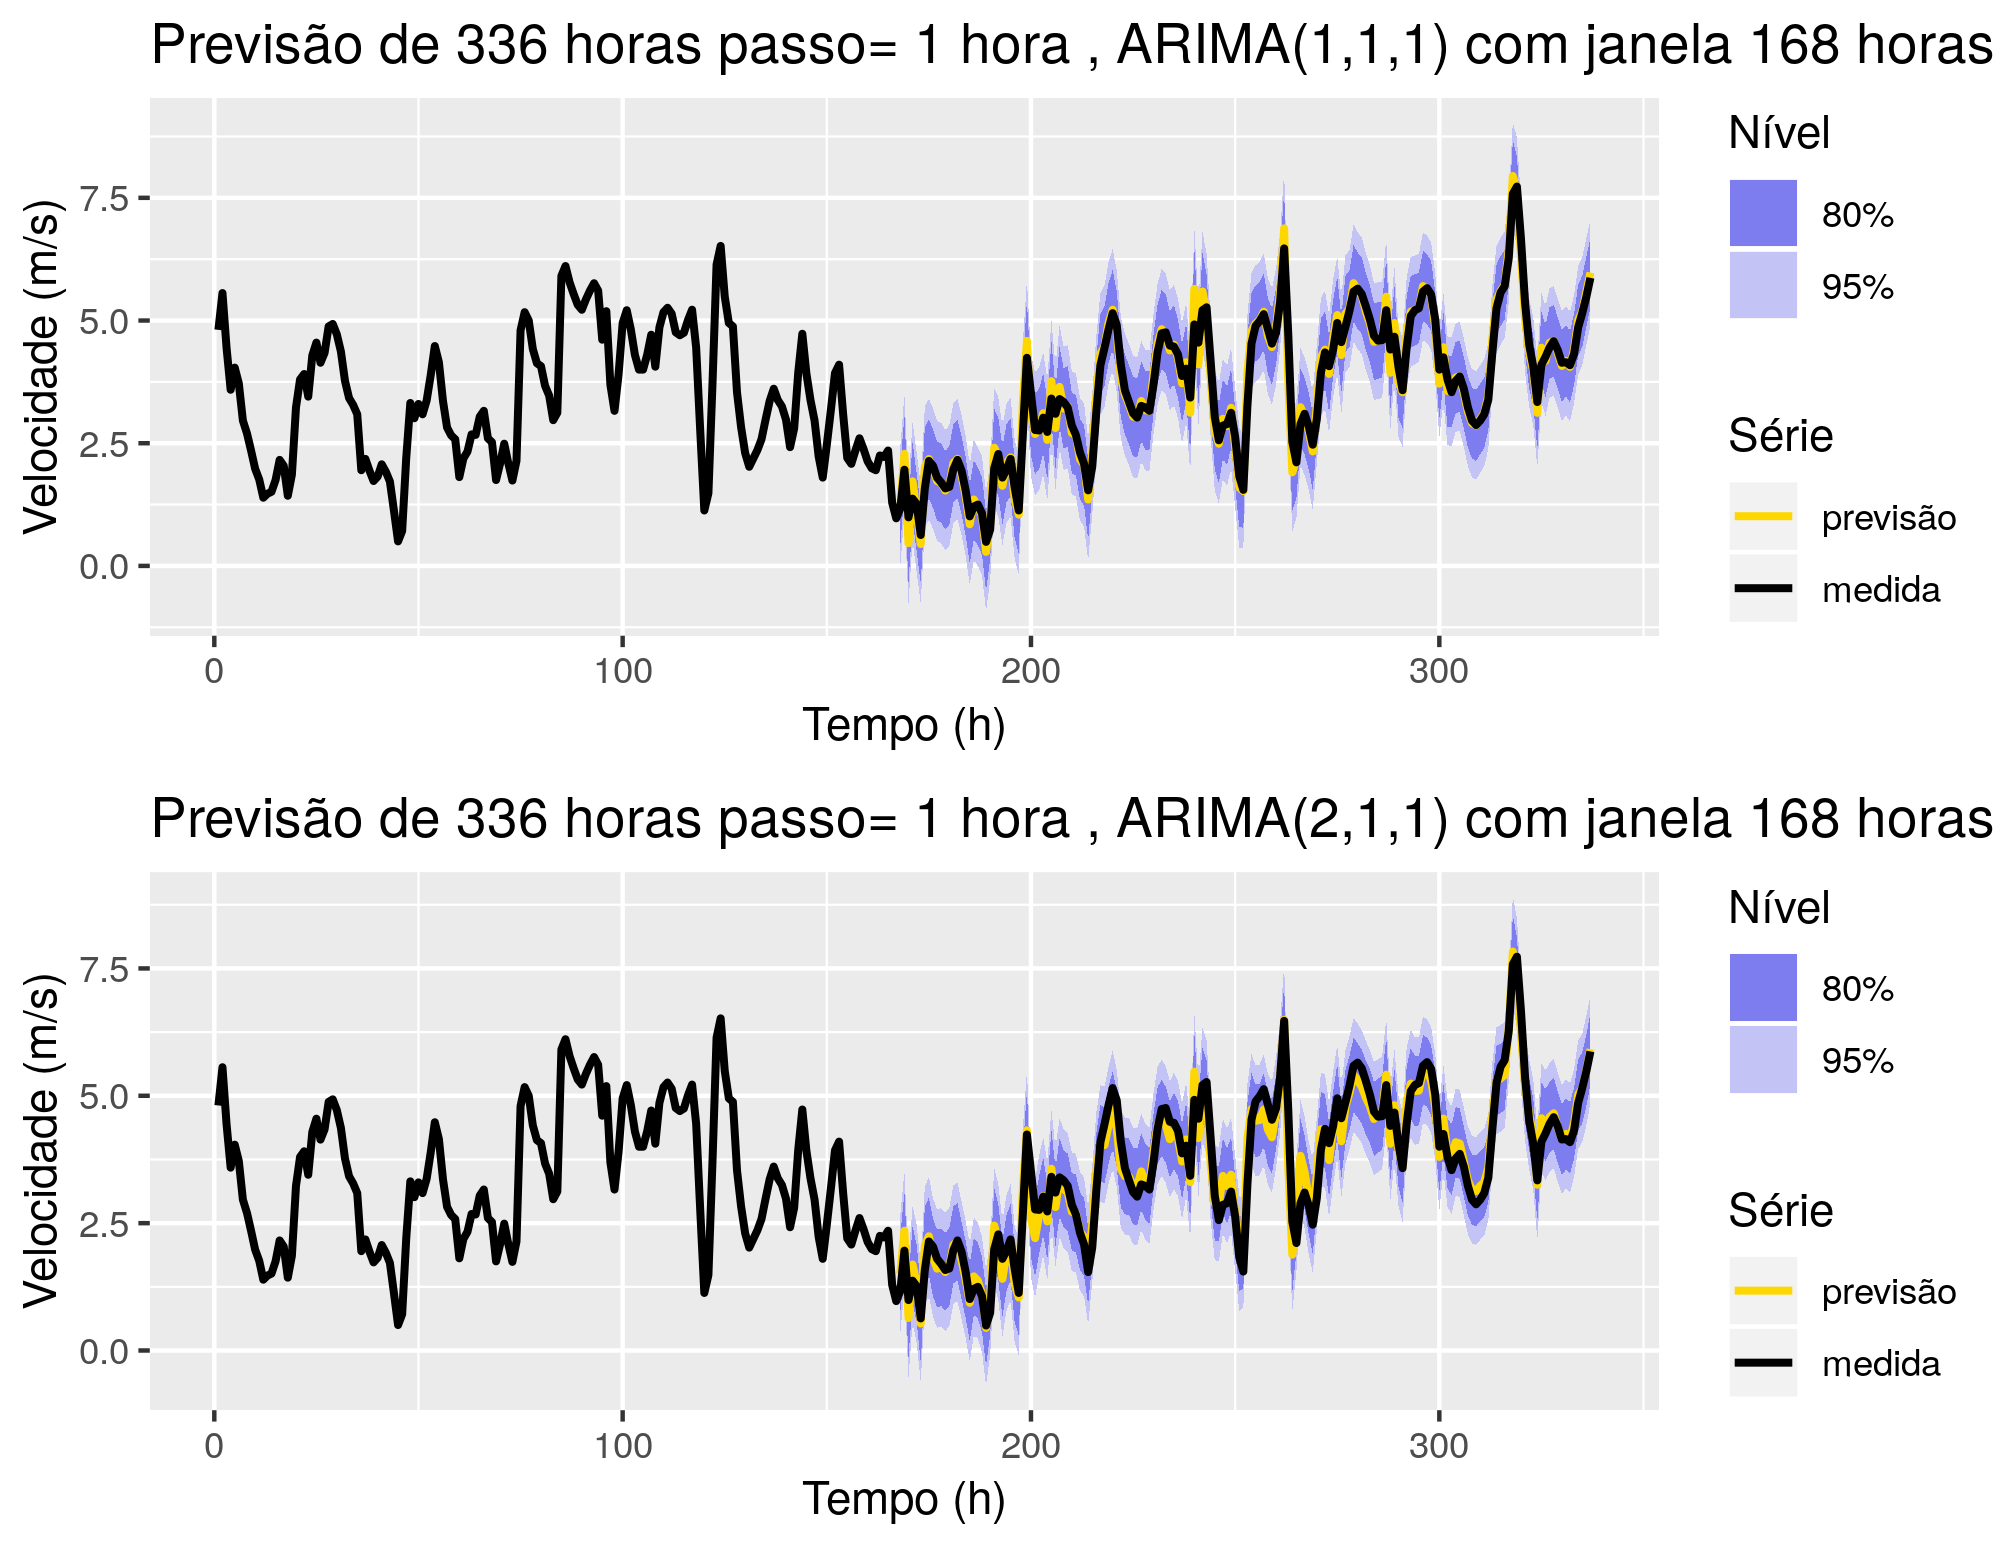 Previsão de 336 horas passo= 1 hora , ARIMA(1,1,1) com janela 168 horas
Velocidade (m/s)
7.5
5.0
2.5
0.0
0
100
200
300
Tempo (h)
Nível
80%
95%
Série
previsão
medida
Previsão de 336 horas passo= 1 hora , ARIMA(2,1,1) com janela 168 horas
Velocidade (m/s)
7.5
5.0
2.5
0.0
0
100
200
300
Tempo (h)
Nível
80%
95%
Série
previsão
medida